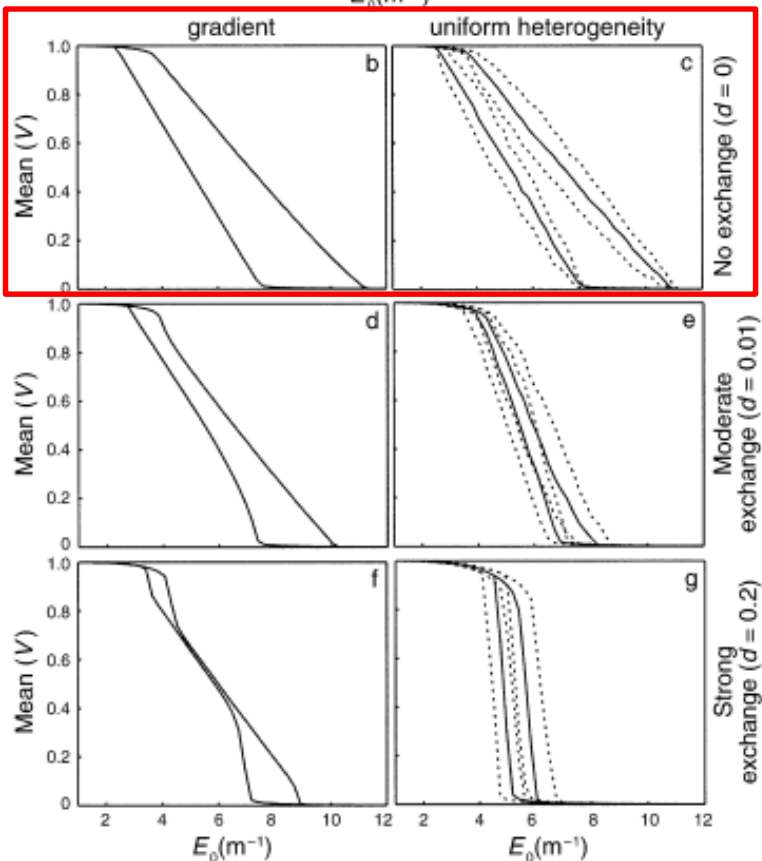 E₀(m⁻¹)
gradient
uniform heterogeneity
Mean (V)
1.0
0.8
0.6
0.4
0.2
0
b
c
No exchange (d = 0)
Mean (V)
1.0
0.8
0.6
0.4
0.2
0
d
e
Moderate
exchange (d = 0.01)
Mean (V)
1.0
0.8
0.6
0.4
0.2
0
f
g
Strong
exchange (d = 0.2)
2 4 6 8 10 12
2 4 6 8 10 12
E₀(m⁻¹)
E₀(m⁻¹)